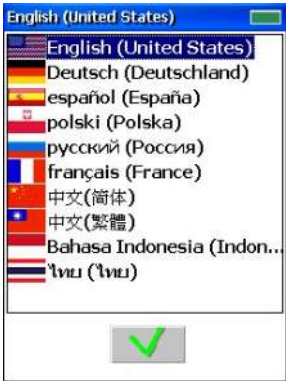 English (United States)
English (United States)
Deutsch (Deutschland)
español (España)
polski (Polska)
русский (Россия)
français (France)
中文(简体)
中文(繁體)
Bahasa Indonesia (Indon...
ไทย (ไทย)